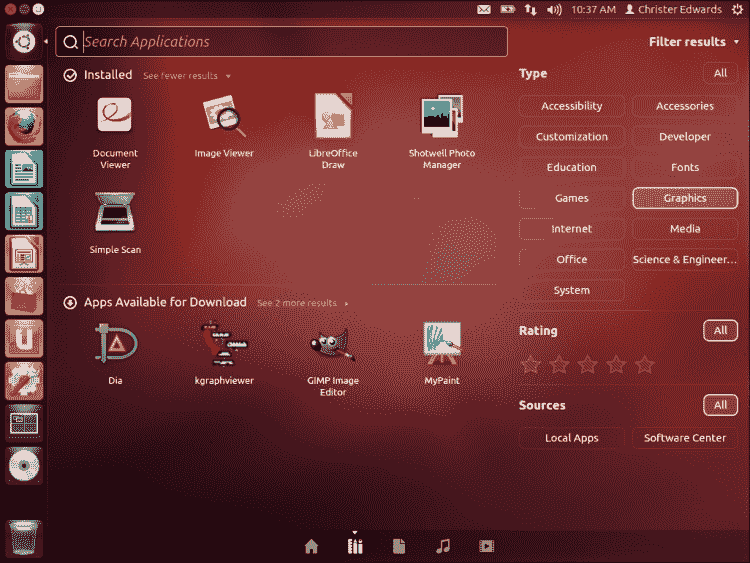 10:37 AM Christer Edwards
Search Applications
Filter results
Installed See fewer results
Document
Viewer
Image Viewer
LibreOffice
Draw
Shotwell Photo
Manager
Simple Scan
Apps Available for Download See 2 more results
Dia
kgraphviewer
GIMP Image
Editor
MyPaint
Type All
Accessibility Accessories
Customization Developer
Education Fonts
Games Graphics
Internet Media
Office Science & Engineer...
System
Rating All
Sources All
Local Apps Software Center